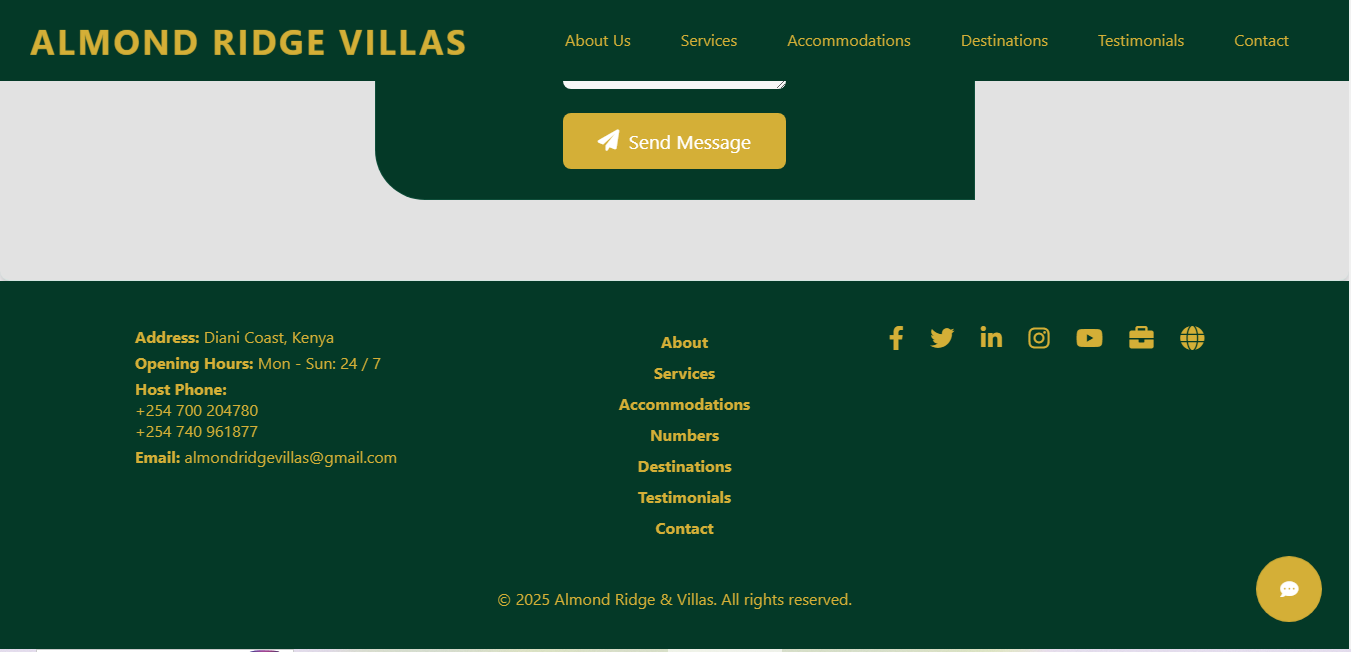 ALMOND RIDGE VILLAS
About Us Services Accommodations Destinations Testimonials Contact
Send Message
Address: Diani Coast, Kenya
Opening Hours: Mon - Sun: 24 / 7
Host Phone:
+254 700 204780
+254 740 961877
Email: almondridgevillas@gmail.com
About
Services
Accommodations
Numbers
Destinations
Testimonials
Contact
© 2025 Almond Ridge & Villas. All rights reserved.